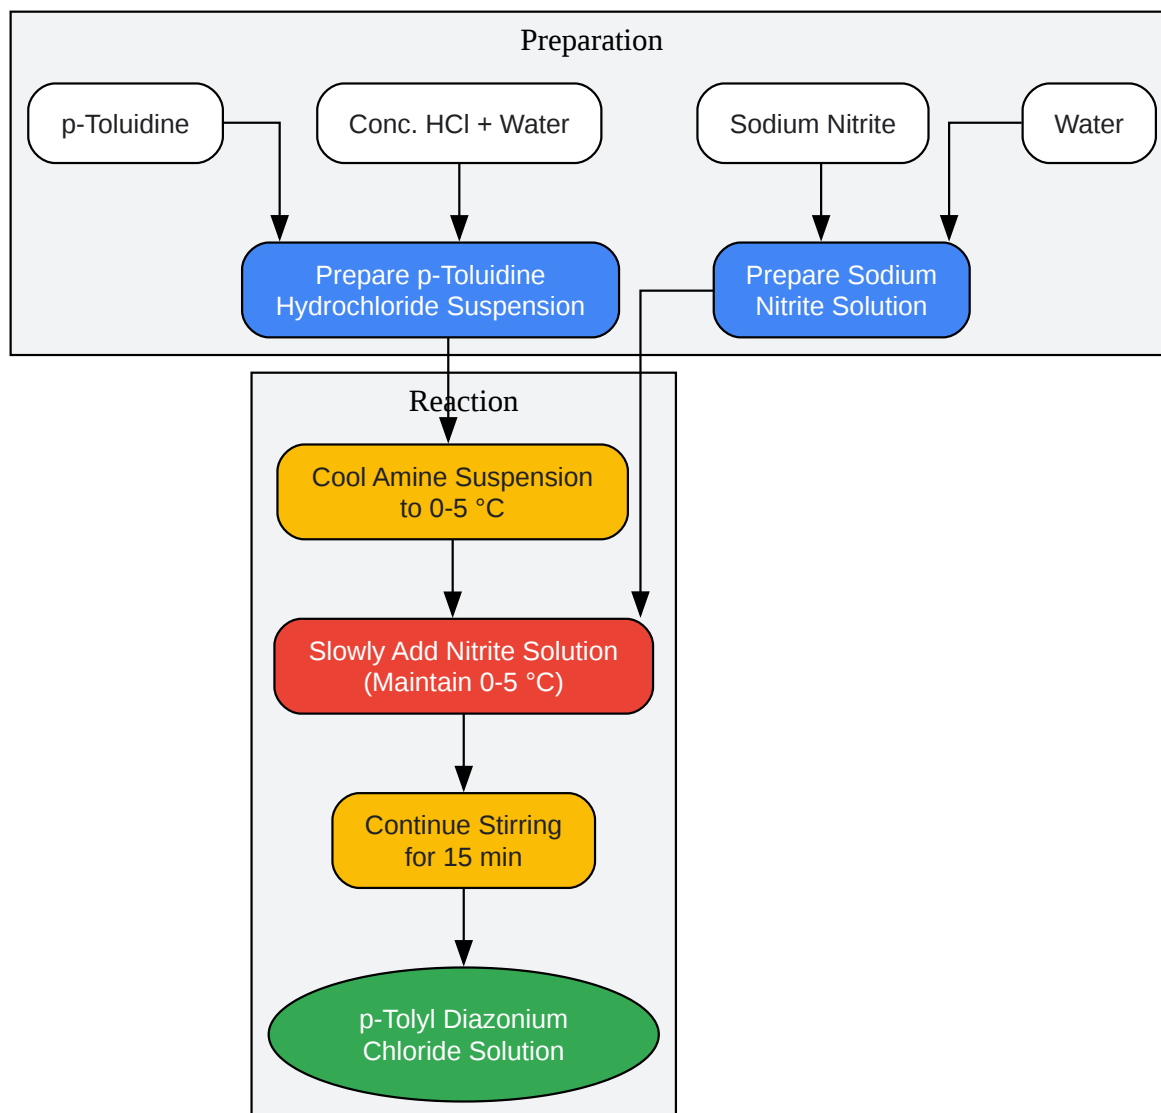 Preparation
p-Toluidine
Conc. HCl + Water
Sodium Nitrite
Water
Prepare p-Toluidine
Hydrochloride Suspension
Prepare Sodium
Nitrite Solution
Reaction
Cool Amine Suspension
to 0-5 °C
Slowly Add Nitrite Solution
(Maintain 0-5 °C)
Continue Stirring
for 15 min
p-Tolyl Diazonium
Chloride Solution